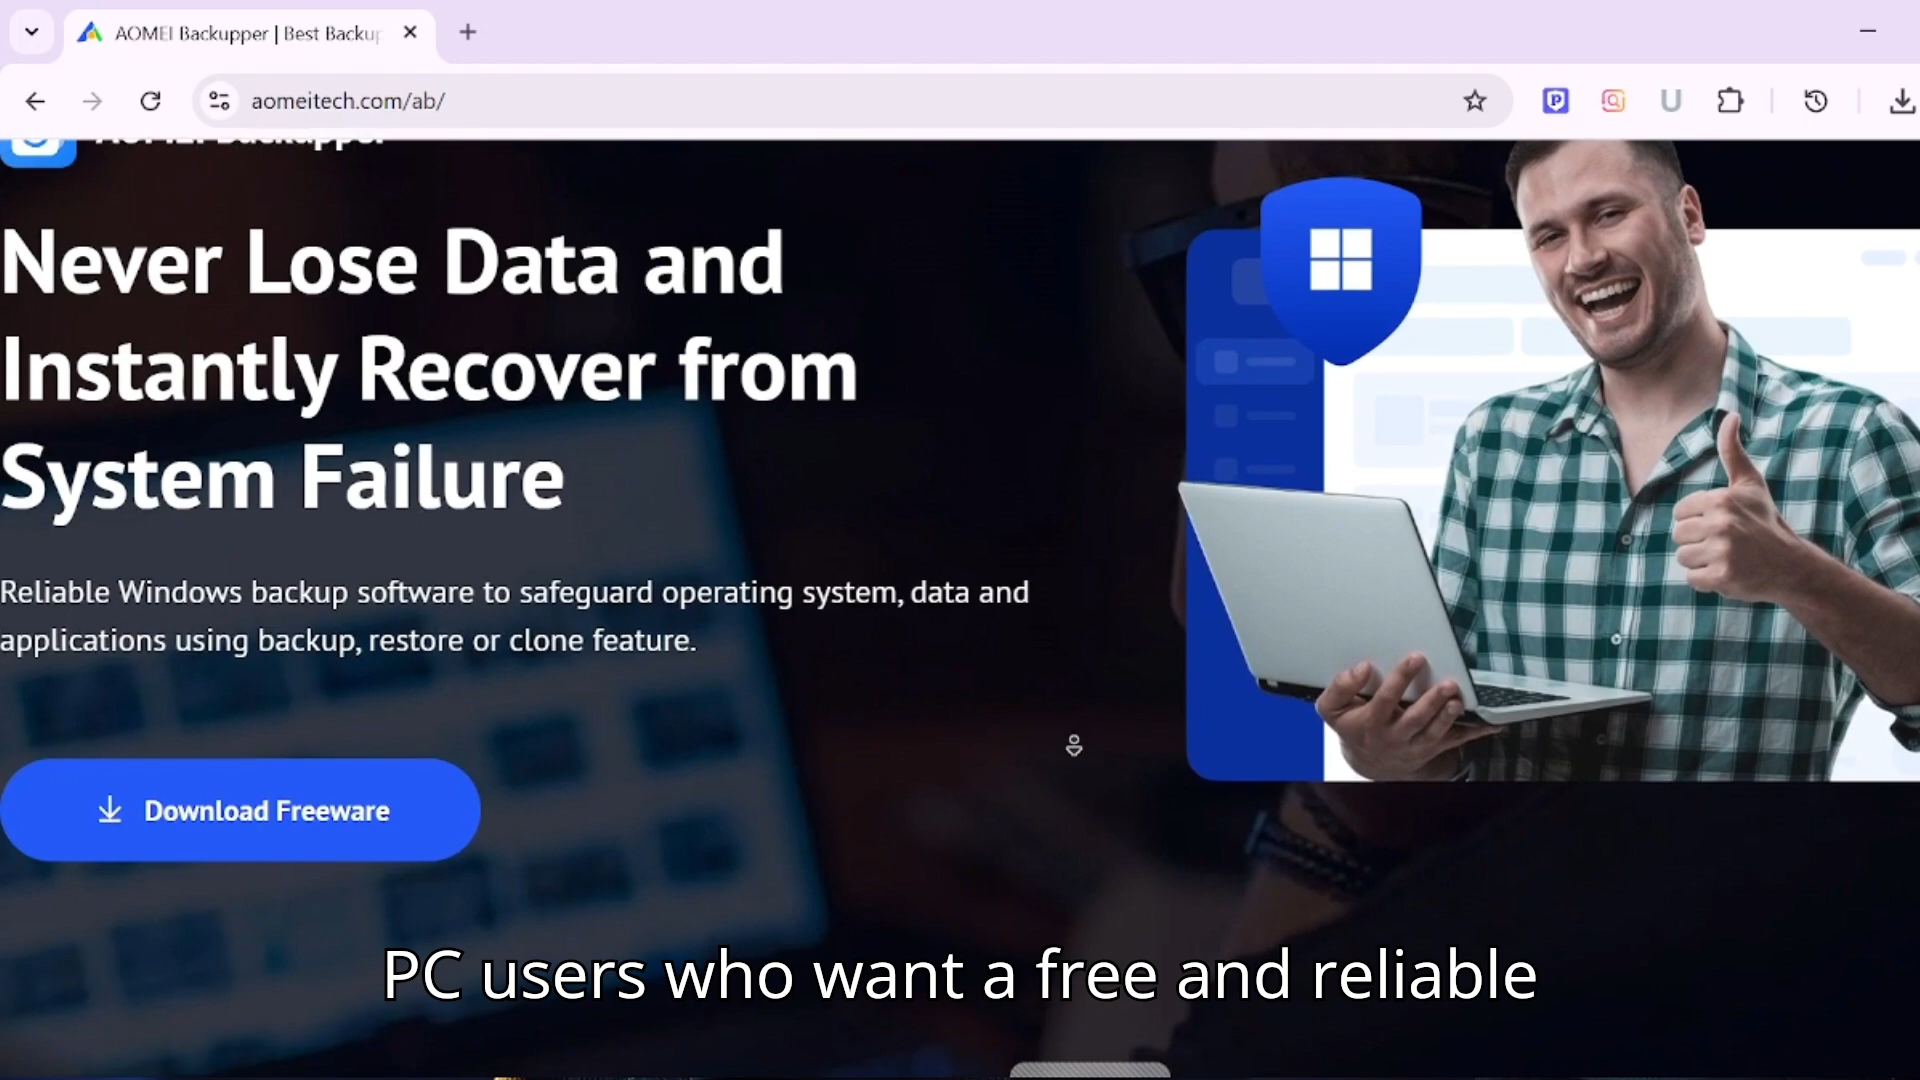 AOMEI Backupper | Best Backup
aomeitech.com/ab/
AOMEI Backupper
Never Lose Data and
Instantly Recover from
System Failure
Reliable Windows backup software to safeguard operating system, data and
applications using backup, restore or clone feature.
Download Freeware
PC users who want a free and reliable